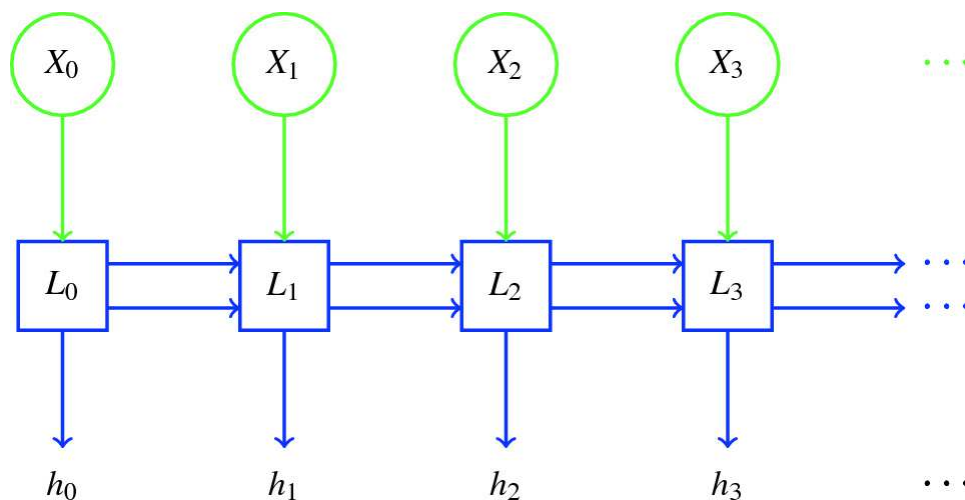 X₀ X₁ X₂ X₃ ···
L₀ L₁ L₂ L₃ ···
···
h₀ h₁ h₂ h₃ ···